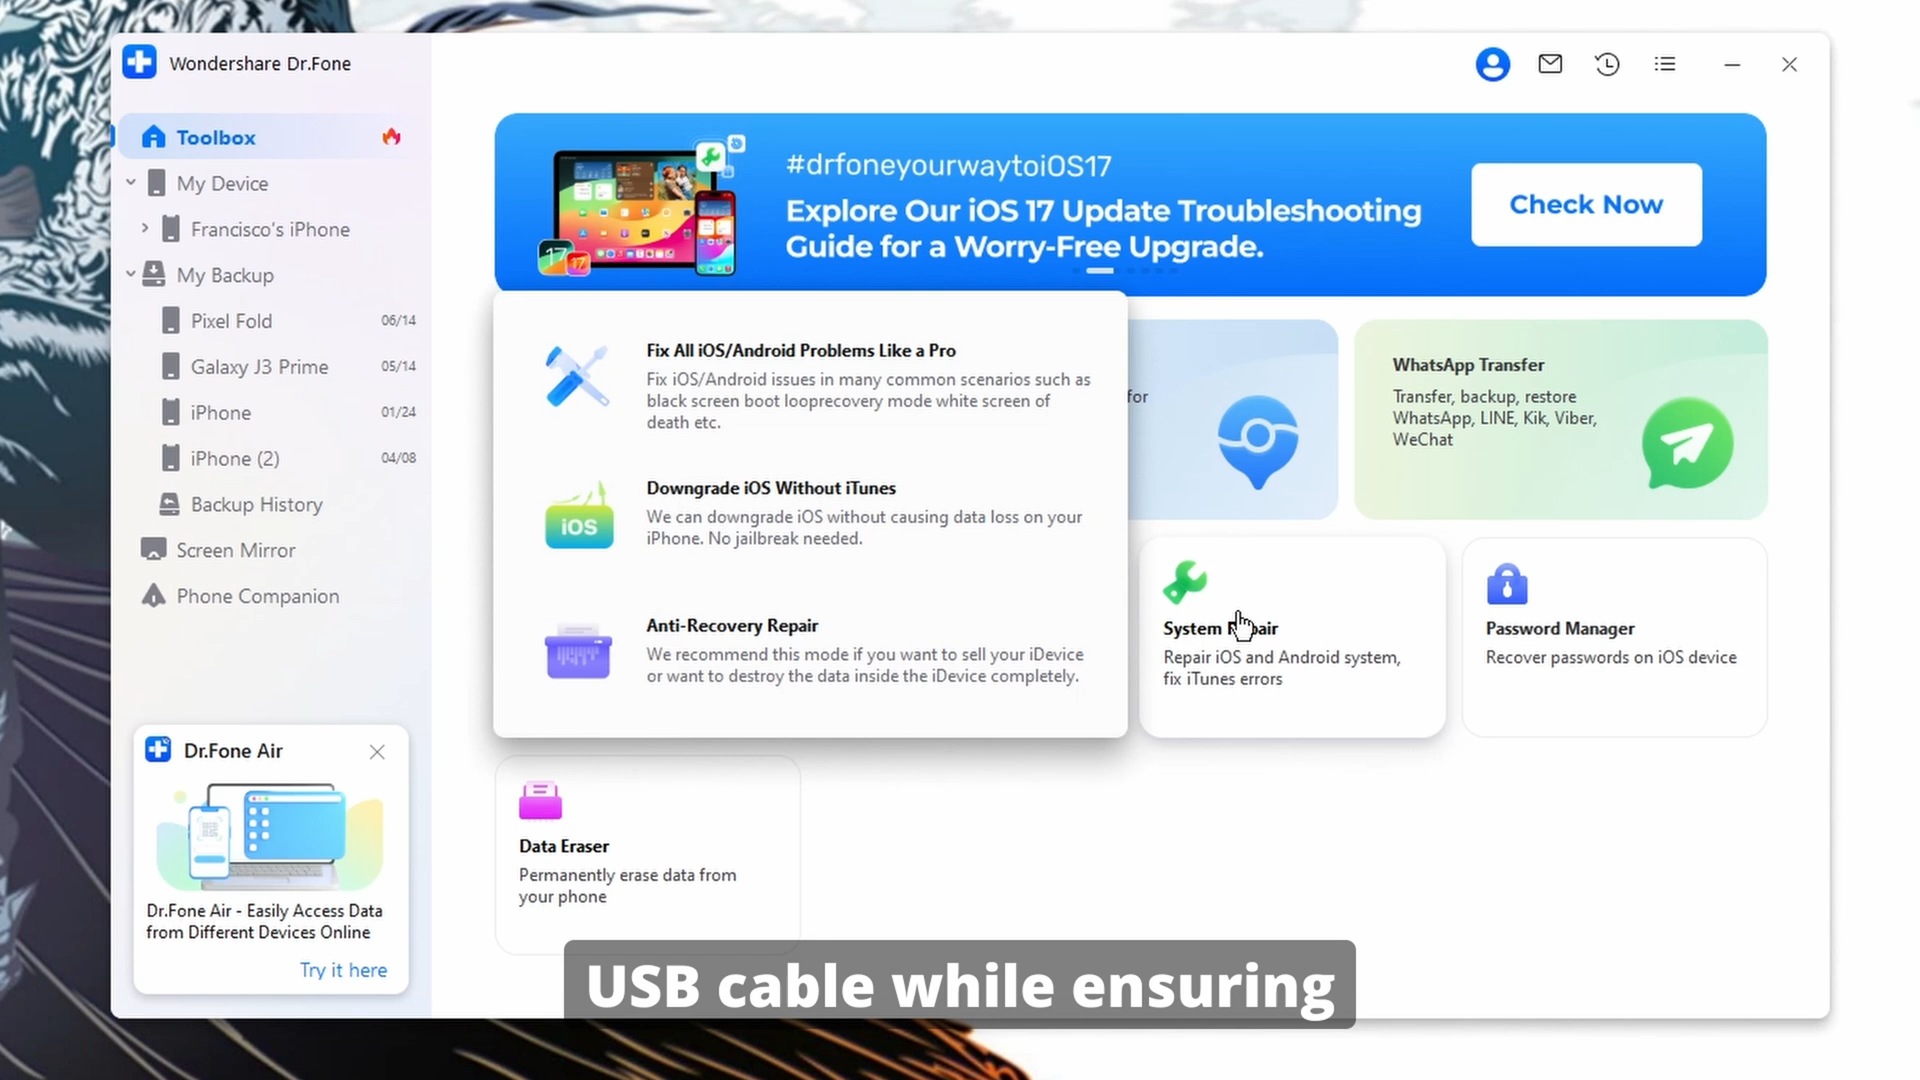 Wondershare Dr.Fone
Toolbox
My Device
Francisco's iPhone
My Backup
Pixel Fold 06/14
Galaxy J3 Prime 05/14
iPhone 01/24
iPhone (2) 04/08
Backup History
Screen Mirror
Phone Companion
Dr.Fone Air
Dr.Fone Air - Easily Access Data
from Different Devices Online
Try it here
17
17
#drfoneyourwaytoiOS17
Explore Our iOS 17 Update Troubleshooting
Guide for a Worry-Free Upgrade.
Check Now
Fix All iOS/Android Problems Like a Pro
Fix iOS/Android issues in many common scenarios such as
black screen boot looprecovery mode white screen of
death etc.
iOS
Downgrade iOS Without iTunes
We can downgrade iOS without causing data loss on your
iPhone. No jailbreak needed.
Anti-Recovery Repair
We recommend this mode if you want to sell your iDevice
or want to destroy the data inside the iDevice completely.
for
WhatsApp Transfer
Transfer, backup, restore
WhatsApp, LINE, Kik, Viber,
WeChat
System Repair
Repair iOS and Android system,
fix iTunes errors
Password Manager
Recover passwords on iOS device
Data Eraser
Permanently erase data from
your phone
USB cable while ensuring